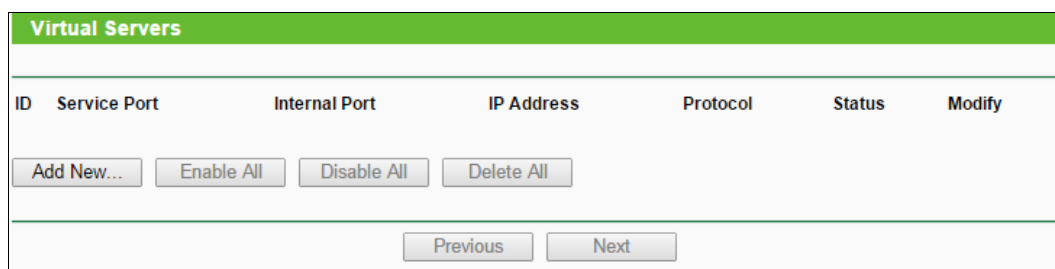 Virtual Servers
ID Service Port Internal Port IP Address Protocol Status Modify
Add New... Enable All Disable All Delete All
Previous Next